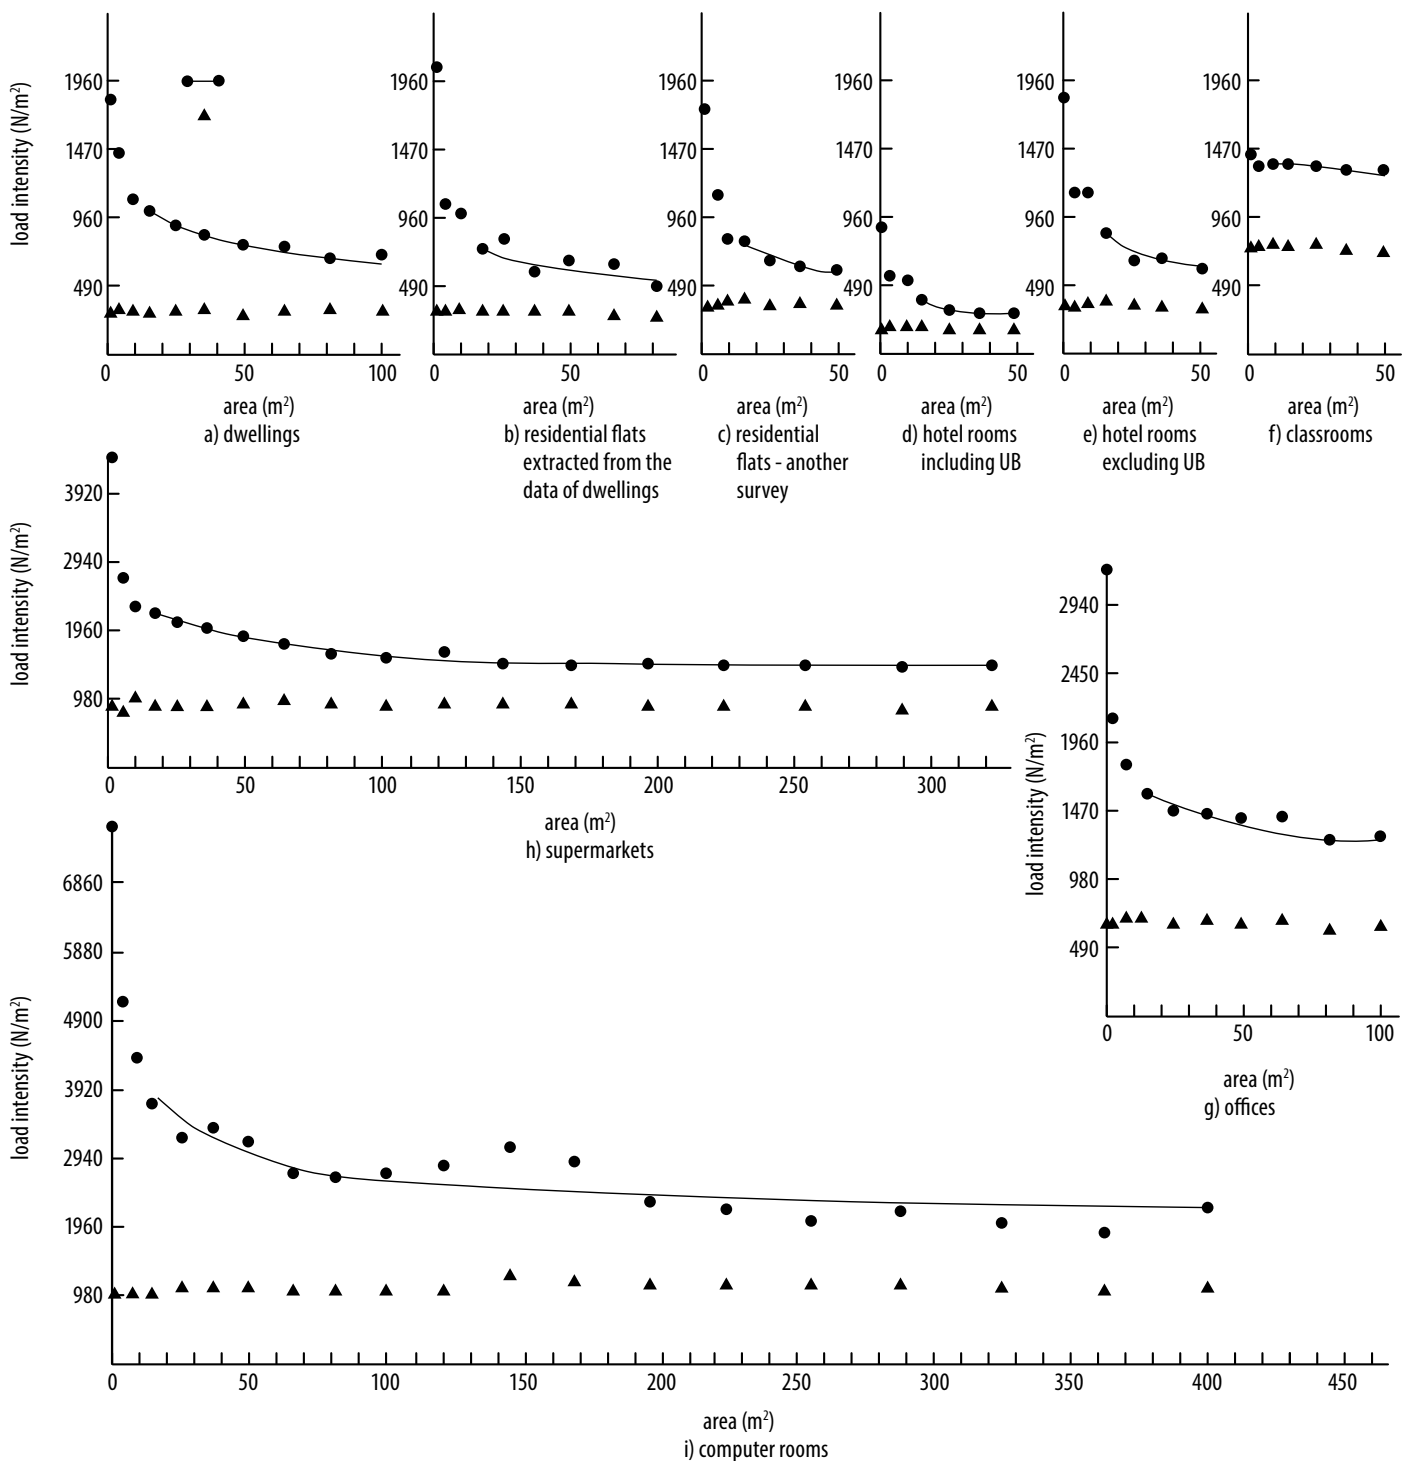 load intensity (N/m²)
1960
1470
960
490
0
50
100
area (m²)
a) dwellings
1960
1470
960
490
0
50
area (m²)
b) residential flats
extracted from the
data of dwellings
1960
1470
960
490
0
50
area (m²)
c) residential
flats - another
survey
1960
1470
960
490
0
50
area (m²)
d) hotel rooms
including UB
1960
1470
960
490
0
50
area (m²)
e) hotel rooms
excluding UB
1960
1470
960
490
0
50
area (m²)
f) classrooms
load intensity (N/m²)
3920
2940
1960
980
0
50
100
150
200
250
300
area (m²)
h) supermarkets
load intensity (N/m²)
2940
2450
1960
1470
980
490
0
50
100
area (m²)
g) offices
load intensity (N/m²)
6860
5880
4900
3920
2940
1960
980
0
50
100
150
200
250
300
350
400
450
area (m²)
i) computer rooms